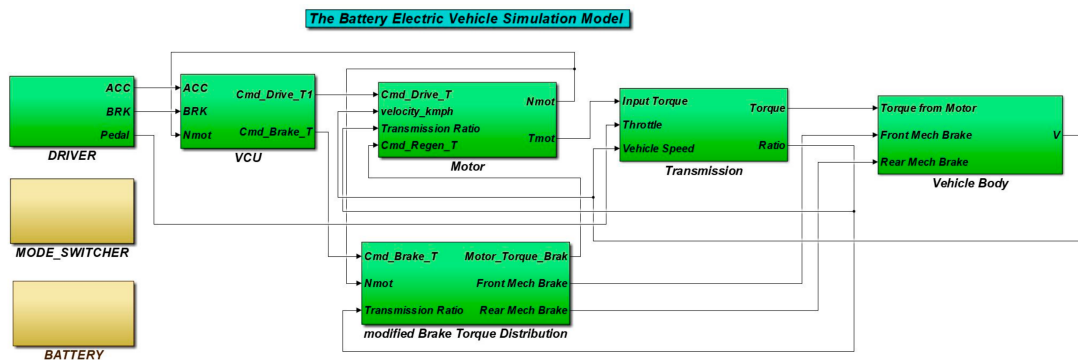 The Battery Electric Vehicle Simulation Model
ACC
BRK
Pedal
DRIVER
ACC
BRK
Nmot
Cmd_Drive_T1
Cmd_Brake_T
VCU
Cmd_Drive_T
velocity_kmph
Transmission Ratio
Cmd_Regen_T
Nmot
Tmot
Motor
Input Torque
Throttle
Vehicle Speed
Torque
Ratio
Transmission
Torque from Motor
Front Mech Brake
Rear Mech Brake
V
Vehicle Body
MODE_SWITCHER
Cmd_Brake_T
Nmot
Transmission Ratio
Motor_Torque_Brak
Front Mech Brake
Rear Mech Brake
modified Brake Torque Distribution
BATTERY